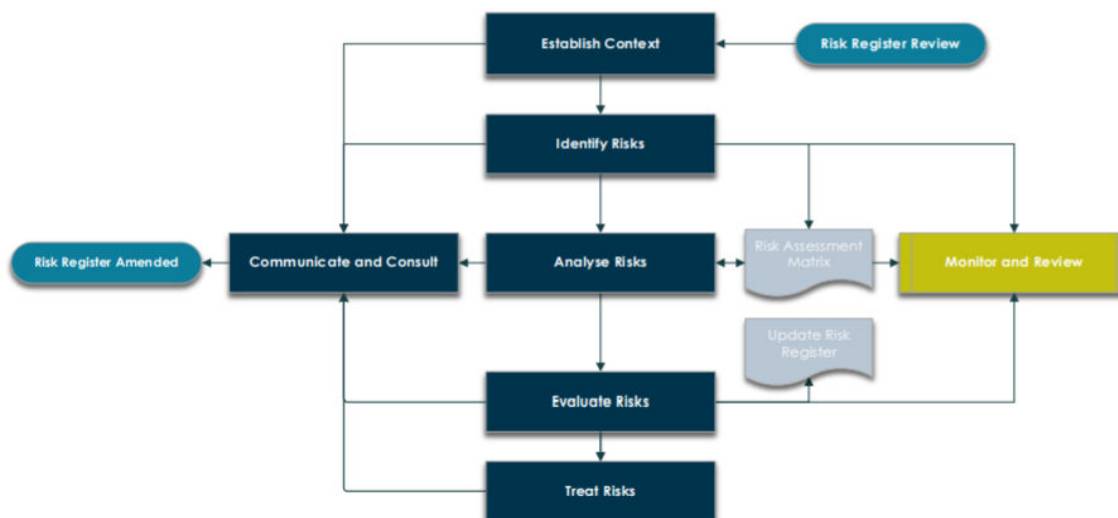 Establish Context
Risk Register Review
Identify Risks
Risk Register Amended
Communicate and Consult
Analyse Risks
Risk Assessment
Matrix
Monitor and Review
Update Risk
Register
Evaluate Risks
Treat Risks